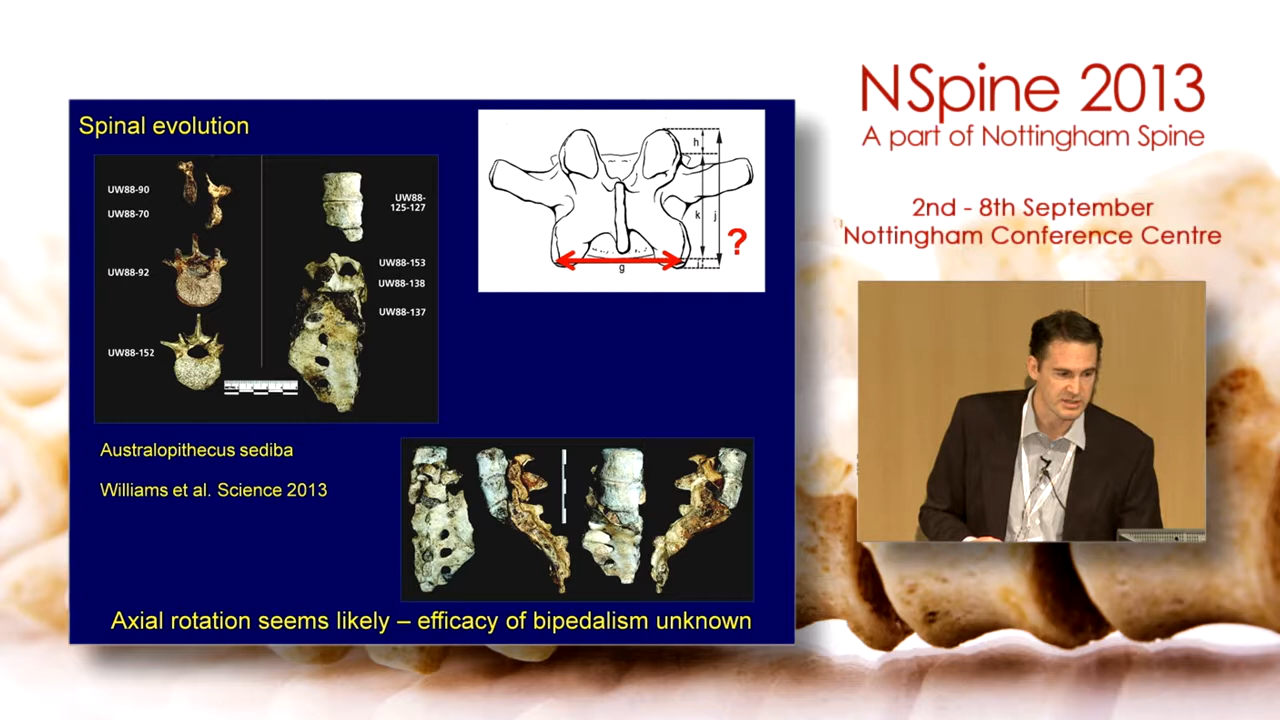 Spinal evolution
UW88-90
UW88-70
UW88-92
UW88-152
UW88-
125-127
UW88-153
UW88-138
UW88-137
h
k
j
g
?
Australopithecus sediba
Williams et al. Science 2013
Axial rotation seems likely – efficacy of bipedalism unknown
NSpine 2013
A part of Nottingham Spine
2nd - 8th September
Nottingham Conference Centre